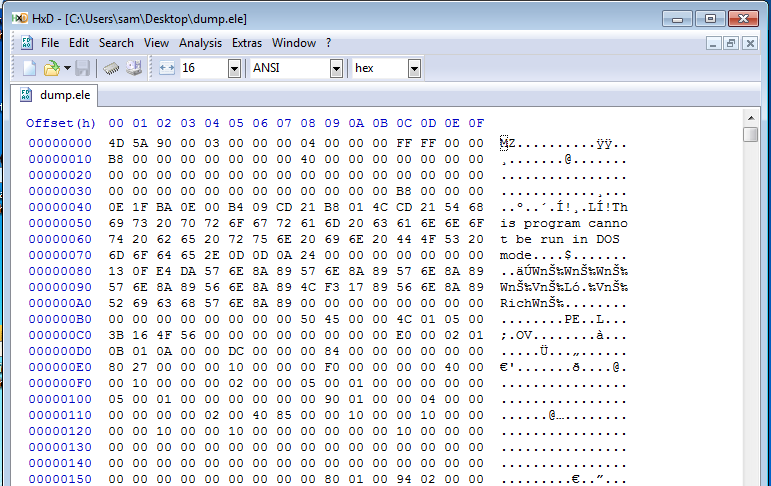 HxD - [C:\Users\sam\Desktop\dump.ele]
File Edit Search View Analysis Extras Window ?
16 ANSI hex
dump.ele
Offset(h) 00 01 02 03 04 05 06 07 08 09 0A 0B 0C 0D 0E 0F
00000000 4D 5A 90 00 03 00 00 00 04 00 00 00 FF FF 00 00 MZ..........ÿÿ..
00000010 B8 00 00 00 00 00 00 00 40 00 00 00 00 00 00 00 ¸.......@.......
00000020 00 00 00 00 00 00 00 00 00 00 00 00 00 00 00 00 ................
00000030 00 00 00 00 00 00 00 00 00 00 00 00 B8 00 00 00 ............¸...
00000040 0E 1F BA 0E 00 B4 09 CD 21 B8 01 4C CD 21 54 68 ..º..´.Í!¸.LÍ!Th
00000050 69 73 20 70 72 6F 67 72 61 6D 20 63 61 6E 6E 6F is program canno
00000060 74 20 62 65 20 72 75 6E 20 69 6E 20 44 4F 53 20 t be run in DOS
00000070 6D 6F 64 65 2E 0D 0D 0A 24 00 00 00 00 00 00 00 mode....$.......
00000080 13 0F E4 DA 57 6E 8A 89 57 6E 8A 89 57 6E 8A 89 ..äÚWnŠ‰WnŠ‰WnŠ‰
00000090 57 6E 8A 89 56 6E 8A 89 4C F3 17 89 56 6E 8A 89 WnŠ‰VnŠ‰Ló.‰VnŠ‰
000000A0 52 69 63 68 57 6E 8A 89 00 00 00 00 00 00 00 00 RichWnŠ‰........
000000B0 00 00 00 00 00 00 00 00 50 45 00 00 4C 01 05 00 ........PE..L...
000000C0 3B 16 4F 56 00 00 00 00 00 00 00 00 E0 00 02 01 ;.OV........à...
000000D0 0B 01 0A 00 00 DC 00 00 00 84 00 00 00 00 00 00 .....Ü...„......
000000E0 80 27 00 00 00 10 00 00 00 F0 00 00 00 00 40 00 €'.......ð....@.
000000F0 00 10 00 00 00 02 00 00 05 00 01 00 00 00 00 00 ................
00000100 05 00 01 00 00 00 00 00 00 90 01 00 00 04 00 00 ................
00000110 00 00 00 00 02 00 40 85 00 00 10 00 00 10 00 00 ......@…........
00000120 00 00 10 00 00 10 00 00 00 00 00 00 10 00 00 00 ................
00000130 00 00 00 00 00 00 00 00 00 00 00 00 00 00 00 00 ................
00000140 00 00 00 00 00 00 00 00 00 00 00 00 00 00 00 00 ................
00000150 00 00 00 00 00 00 00 00 00 80 01 00 94 02 00 00 .........€..”...